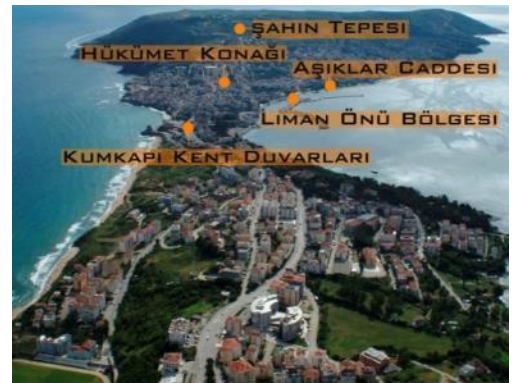 ŞAHIN TEPESI
HÜKÜMET KONAĞI
AŞIKLAR CADDESI
LIMAN ÖNÜ BÖLGESI
KUMKAPI KENT DUVARLARI